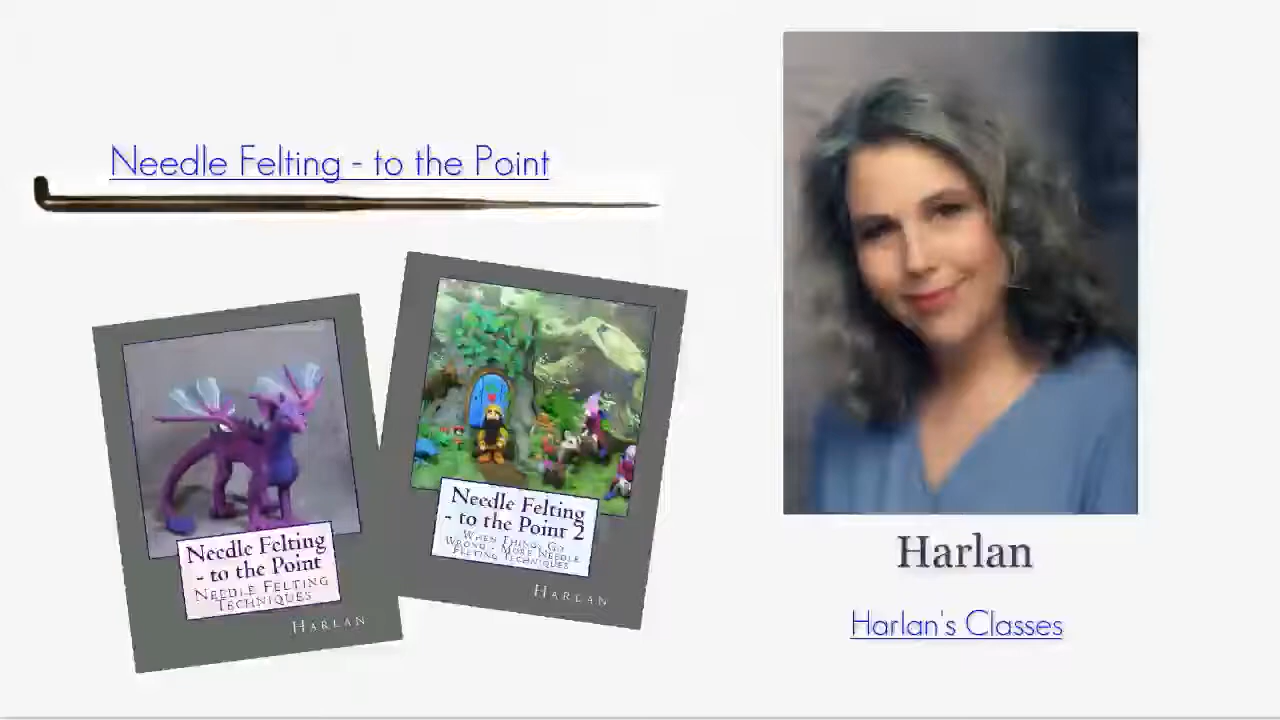 Needle Felting - to the Point
Needle Felting
- to the Point
Needle Felting
Techniques
Harlan
Needle Felting
- to the Point 2
When Things Go
Wrong - More Needle
Felting Techniques
Harlan
Harlan
Harlan's Classes